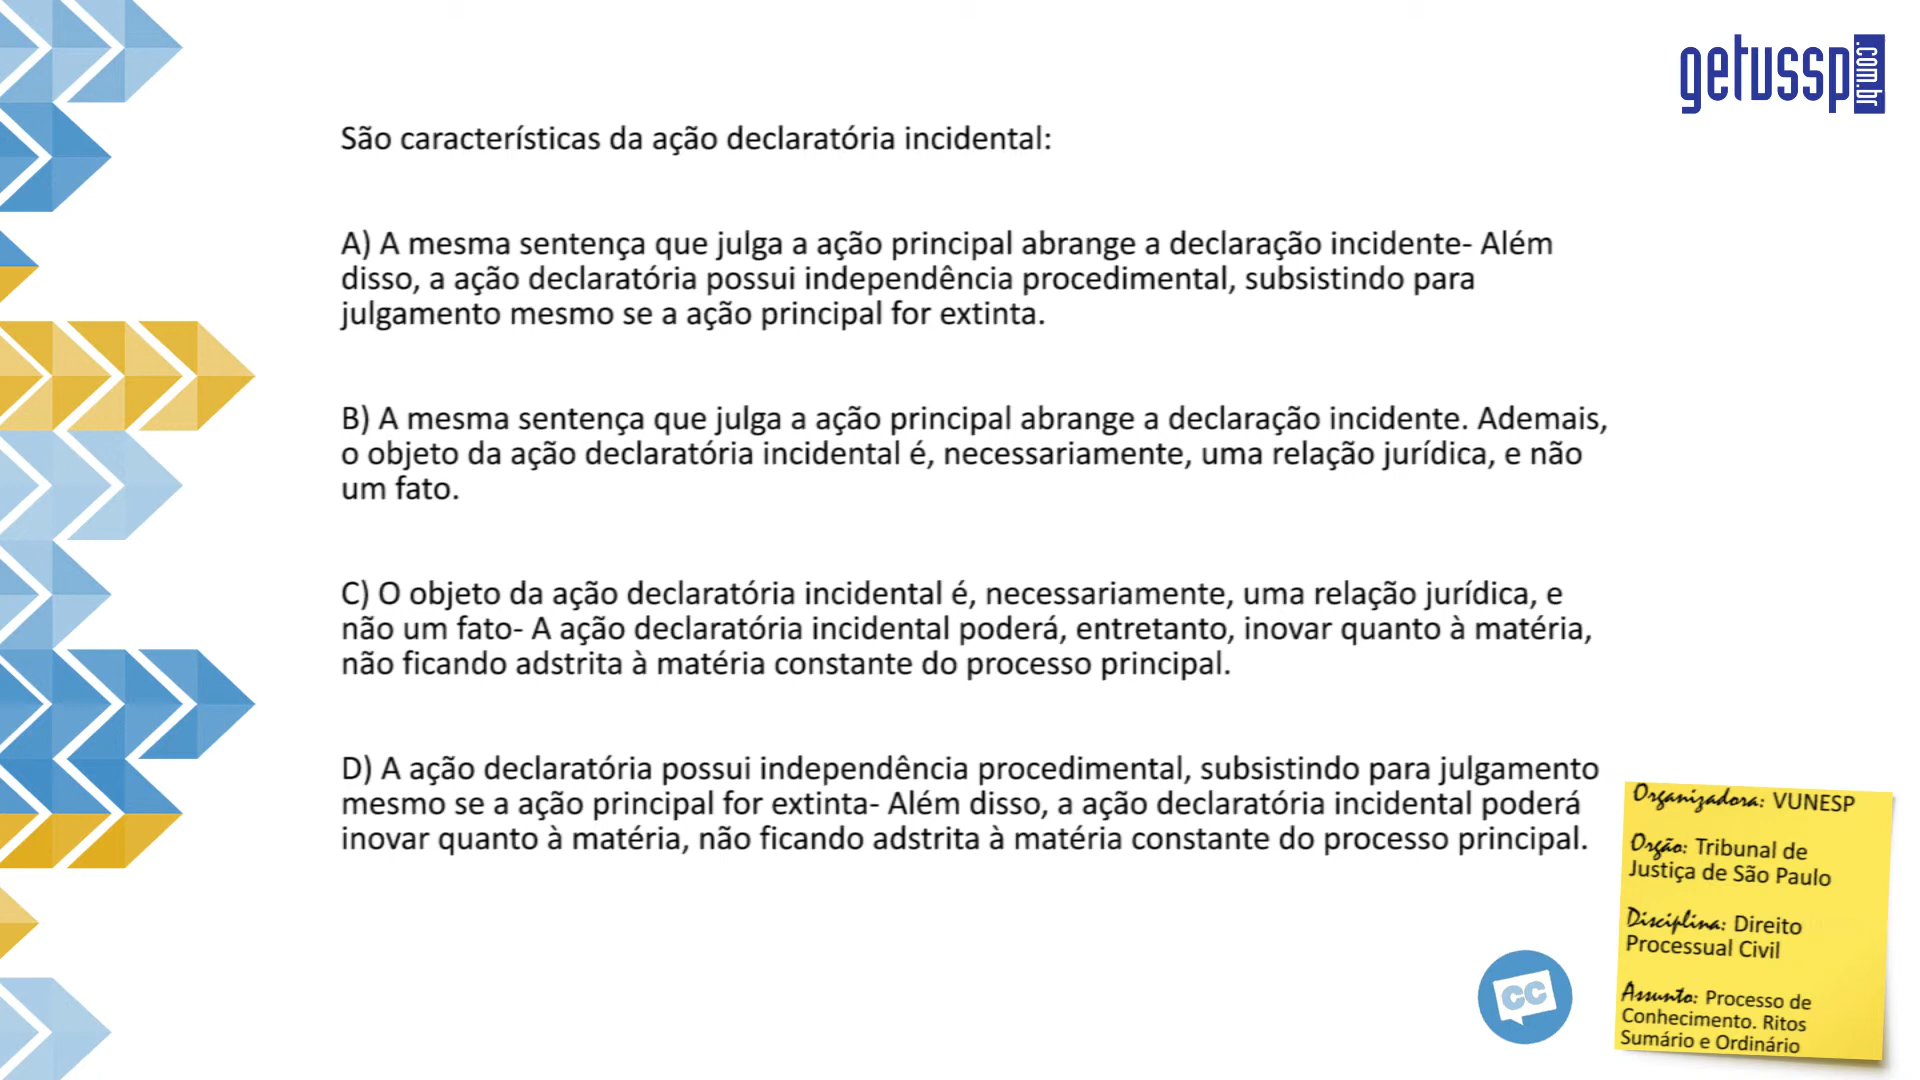 getussp.com.br
São características da ação declaratória incidental:
A) A mesma sentença que julga a ação principal abrange a declaração incidente- Além
disso, a ação declaratória possui independência procedimental, subsistindo para
julgamento mesmo se a ação principal for extinta.
B) A mesma sentença que julga a ação principal abrange a declaração incidente. Ademais,
o objeto da ação declaratória incidental é, necessariamente, uma relação jurídica, e não
um fato.
C) O objeto da ação declaratória incidental é, necessariamente, uma relação jurídica, e
não um fato- A ação declaratória incidental poderá, entretanto, inovar quanto à matéria,
não ficando adstrita à matéria constante do processo principal.
D) A ação declaratória possui independência procedimental, subsistindo para julgamento
mesmo se a ação principal for extinta- Além disso, a ação declaratória incidental poderá
inovar quanto à matéria, não ficando adstrita à matéria constante do processo principal.
Organizadora: VUNESP
Orgão: Tribunal de
Justiça de São Paulo
Disciplina: Direito
Processual Civil
Assunto: Processo de
Conhecimento. Ritos
Sumário e Ordinário
CC